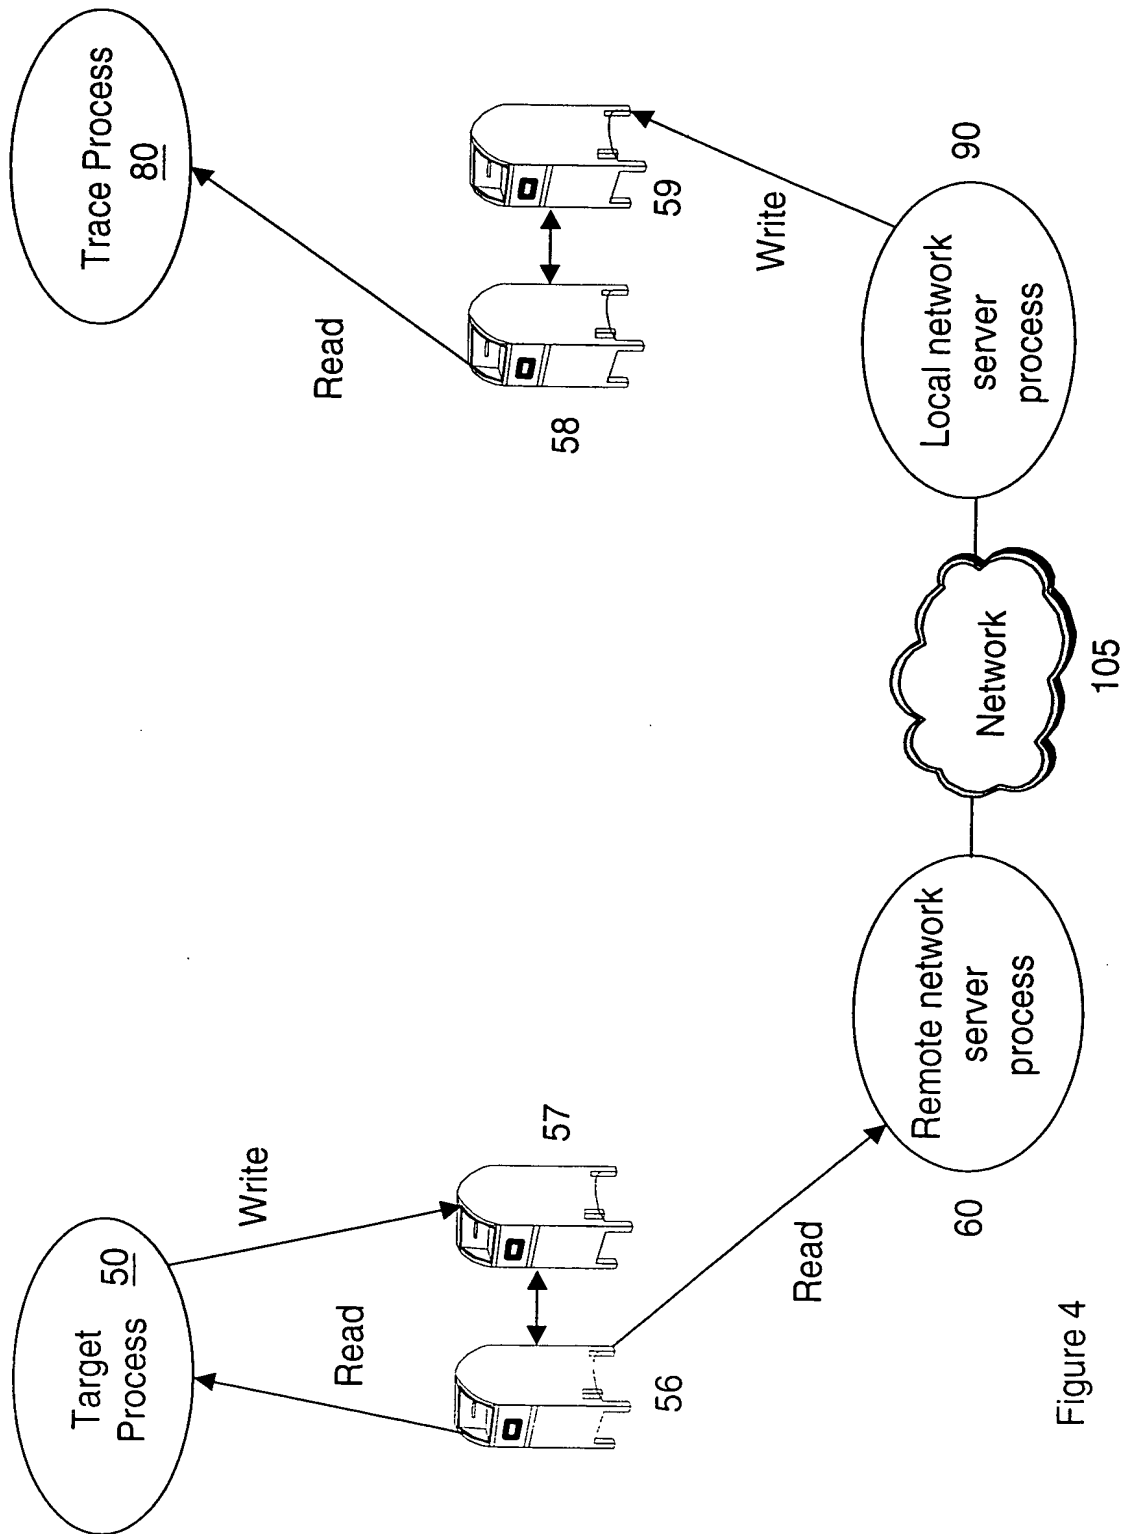 Target
Process 50
Write
Read
57
56
Read
60
Remote network
server
process
Network
105
Trace Process
80
Read
58
59
Write
90
Local network
server
process
Figure 4